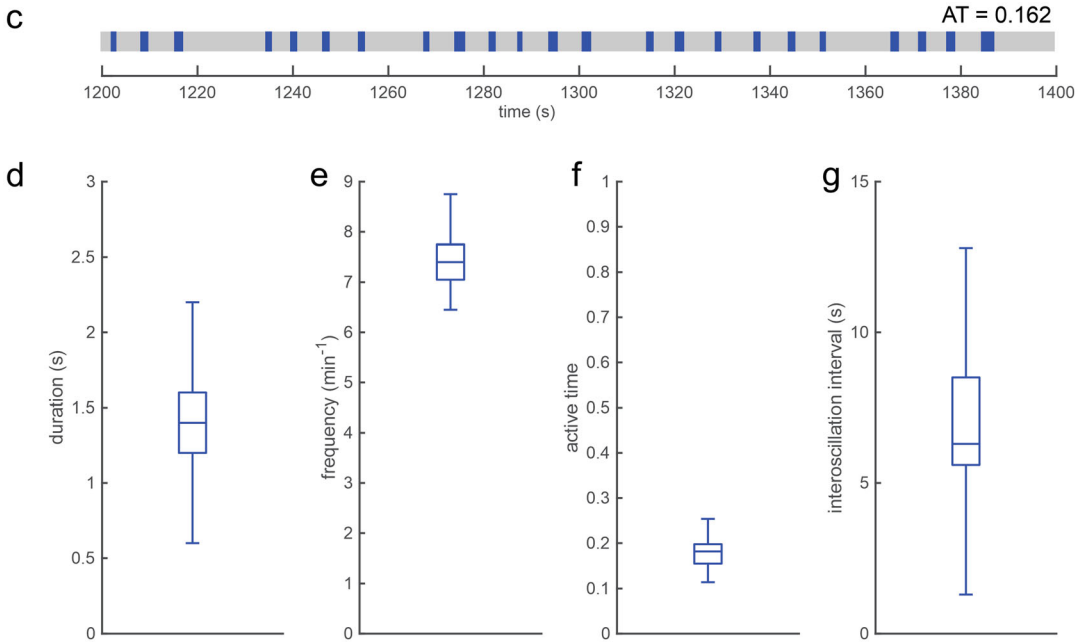 c
AT = 0.162
1200 1220 1240 1260 1280 1300 1320 1340 1360 1380 1400
time (s)
d
3
2.5
2
1.5
1
0.5
0
duration (s)
e
9
8
7
6
5
4
3
2
1
0
frequency (min⁻¹)
f
1
0.9
0.8
0.7
0.6
0.5
0.4
0.3
0.2
0.1
0
active time
g
15
10
5
0
interoscillation interval (s)